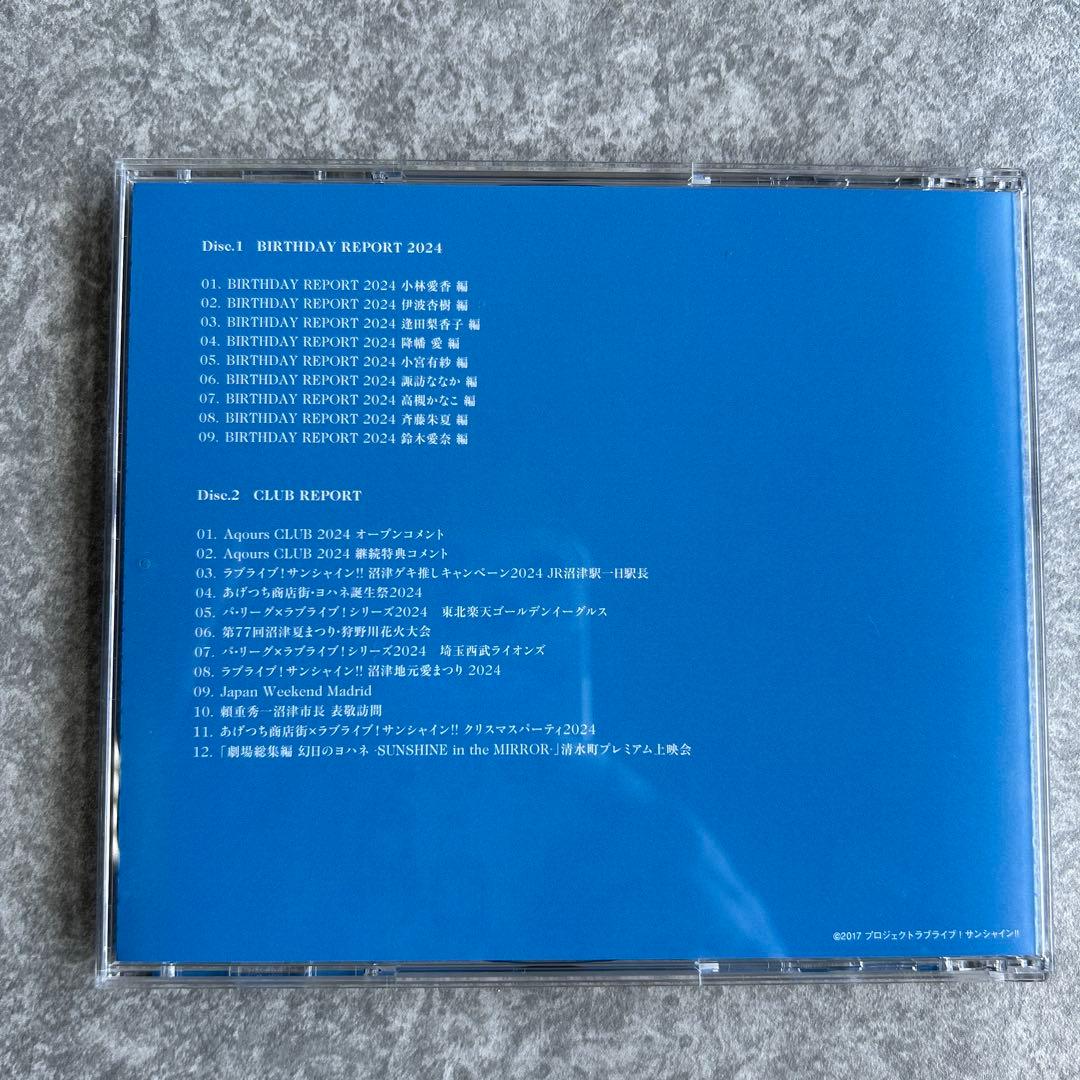 Disc.1 BIRTHDAY REPORT 2024
01. BIRTHDAY REPORT 2024 小林愛香 編
02. BIRTHDAY REPORT 2024 伊波杏樹 編
03. BIRTHDAY REPORT 2024 逢田梨香子 編
04. BIRTHDAY REPORT 2024 降幡 愛 編
05. BIRTHDAY REPORT 2024 小宮有紗 編
06. BIRTHDAY REPORT 2024 諏訪ななか 編
07. BIRTHDAY REPORT 2024 高槻かなこ 編
08. BIRTHDAY REPORT 2024 斉藤朱夏 編
09. BIRTHDAY REPORT 2024 鈴木愛奈 編
Disc.2 CLUB REPORT
01. Aqours CLUB 2024 オープンコメント
02. Aqours CLUB 2024 継続特典コメント
03. ラブライブ！サンシャイン!! 沼津ゲキ推しキャンペーン2024 JR沼津駅一日駅長
04. あげつち商店街・ヨハネ誕生祭2024
05. パ・リーグ×ラブライブ！シリーズ2024 東北楽天ゴールデンイーグルス
06. 第77回沼津夏まつり・狩野川花火大会
07. パ・リーグ×ラブライブ！シリーズ2024 埼玉西武ライオンズ
08. ラブライブ！サンシャイン!! 沼津地元愛まつり 2024
09. Japan Weekend Madrid
10. 頼重秀一沼津市長 表敬訪問
11. あげつち商店街×ラブライブ！サンシャイン!! クリスマスパーティ2024
12. 「劇場総集編 幻日のヨハネ -SUNSHINE in the MIRROR-」清水町プレミアム上映会
©2017 プロジェクトラブライブ！サンシャイン!!